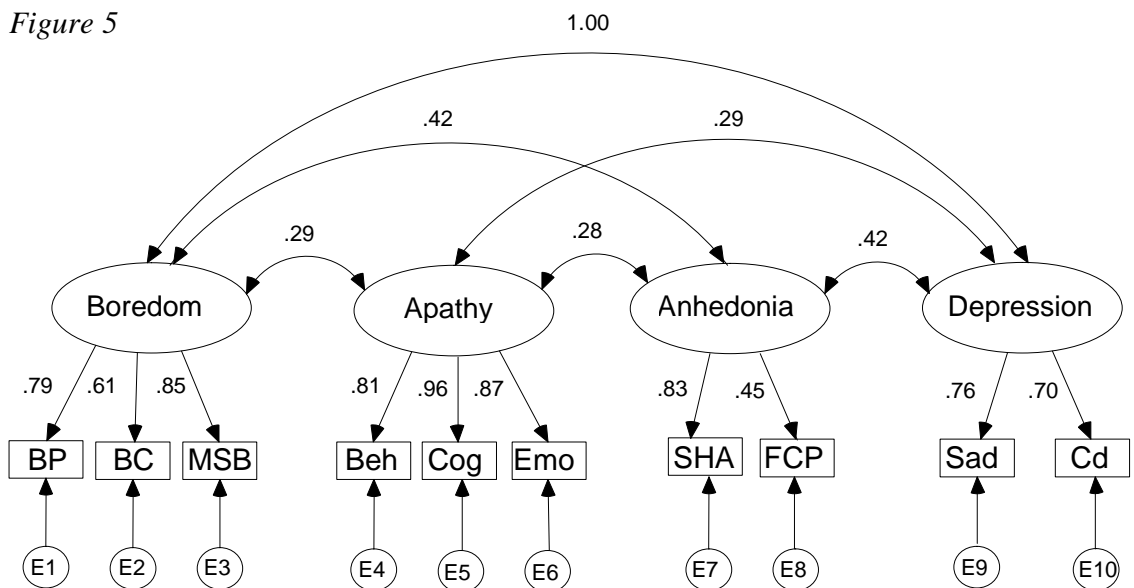 Figure 5
1.00
.42 .29
.29 .28 .42
Boredom Apathy Anhedonia Depression
.79 .61 .85 .81 .96 .87 .83 .45 .76 .70
BP BC MSB Beh Cog Emo SHA FCP Sad Cd
E1 E2 E3 E4 E5 E6 E7 E8 E9 E10